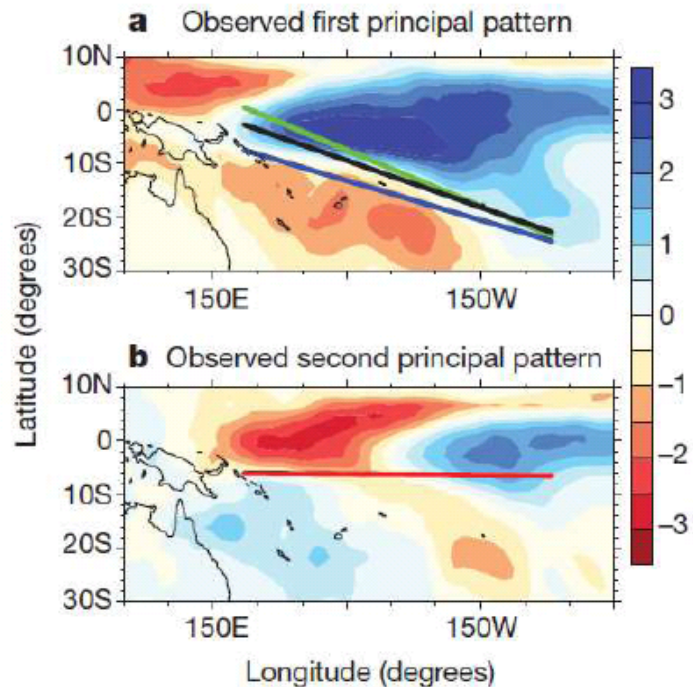 a Observed first principal pattern
10N
0
10S
20S
30S
150E
150W
b Observed second principal pattern
10N
0
10S
20S
30S
150E
150W
Longitude (degrees)
Latitude (degrees)
3
2
1
0
−1
−2
−3